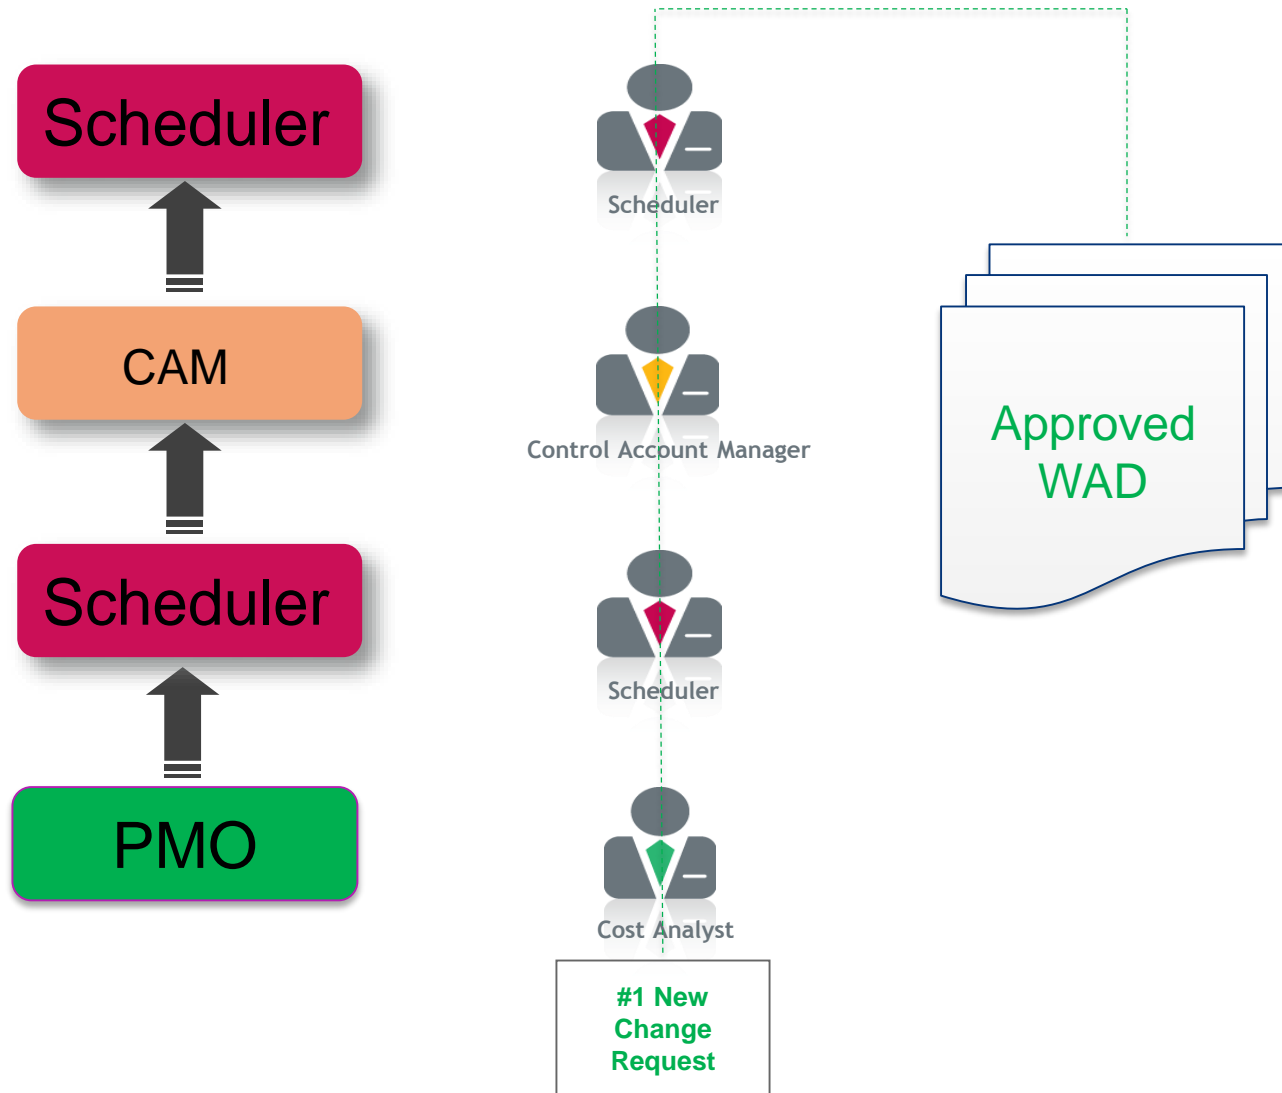 Scheduler
Scheduler
CAM
Control Account Manager
Approved
WAD
Scheduler
Scheduler
PMO
Cost Analyst
#1 New
Change
Request